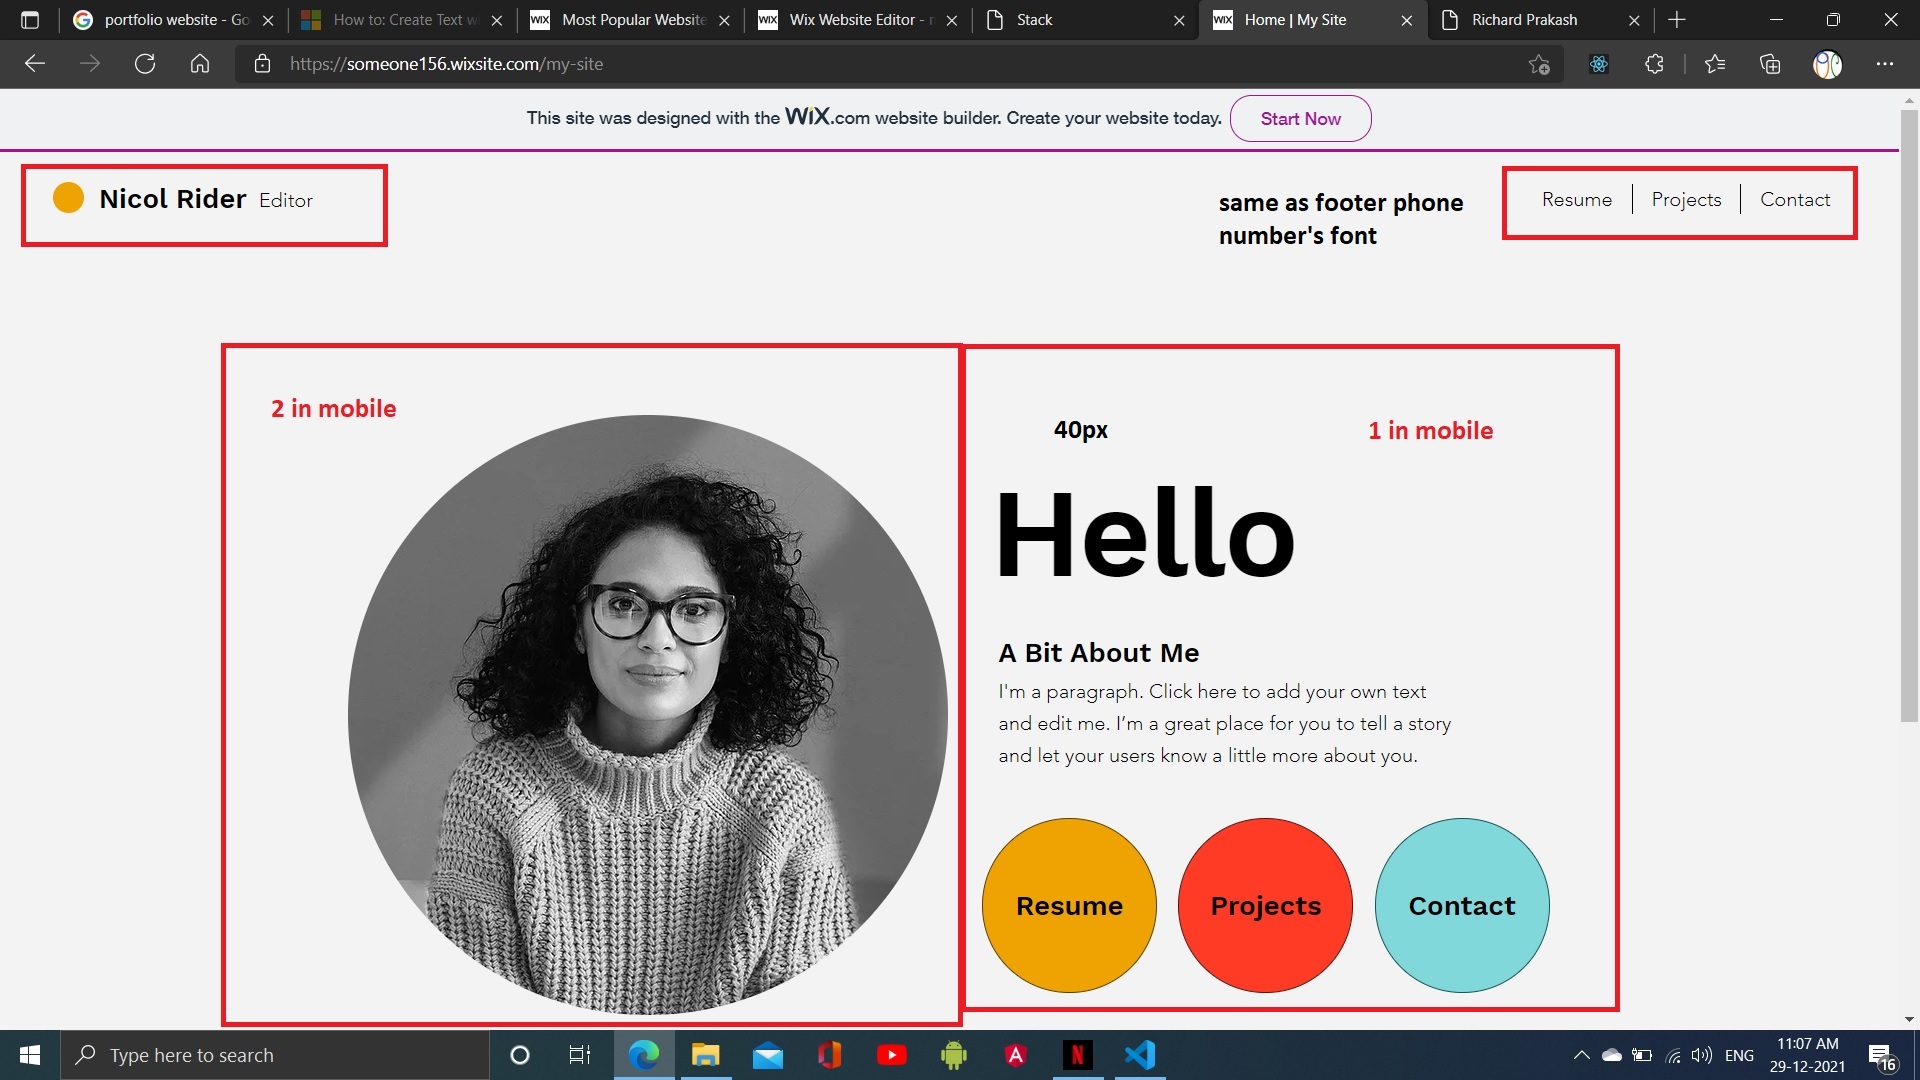 portfolio website - Go
How to: Create Text w
WIX Most Popular Website
WIX Wix Website Editor - n
Stack
WIX Home | My Site
Richard Prakash
https://someone156.wixsite.com/my-site
This site was designed with the WiX.com website builder. Create your website today.
Start Now
Nicol Rider Editor
same as footer phone
number's font
Resume
Projects
Contact
2 in mobile
40px
1 in mobile
Hello
A Bit About Me
I'm a paragraph. Click here to add your own text
and edit me. I’m a great place for you to tell a story
and let your users know a little more about you.
Resume
Projects
Contact
Type here to search
ENG
11:07 AM
29-12-2021
16